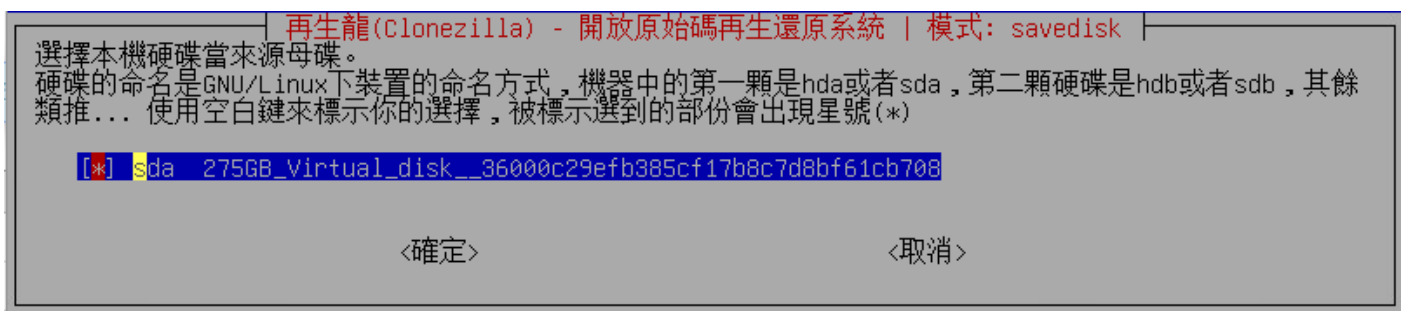 再生龍(Clonezilla) - 開放原始碼再生還原系統 | 模式: savedisk
選擇本機硬碟當來源母碟。
硬碟的命名是GNU/Linux下裝置的命名方式，機器中的第一顆是hda或者sda，第二顆硬碟是hdb或者sdb，其餘
類推... 使用空白鍵來標示你的選擇，被標示選到的部份會出現星號(*)
[*] sda 275GB_Virtual_disk__36000c29efb385cf17b8c7d8bf61cb708
<確定> <取消>